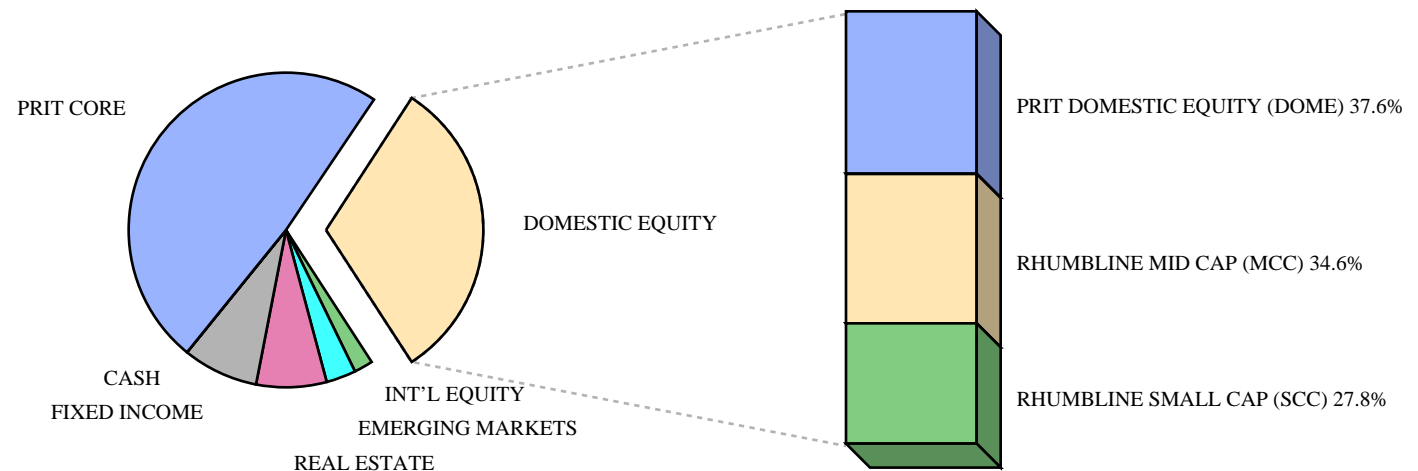 PRIT CORE
DOMESTIC EQUITY
CASH
FIXED INCOME
INT’L EQUITY
EMERGING MARKETS
REAL ESTATE
PRIT DOMESTIC EQUITY (DOME) 37.6%
RHUMBLINE MID CAP (MCC) 34.6%
RHUMBLINE SMALL CAP (SCC) 27.8%